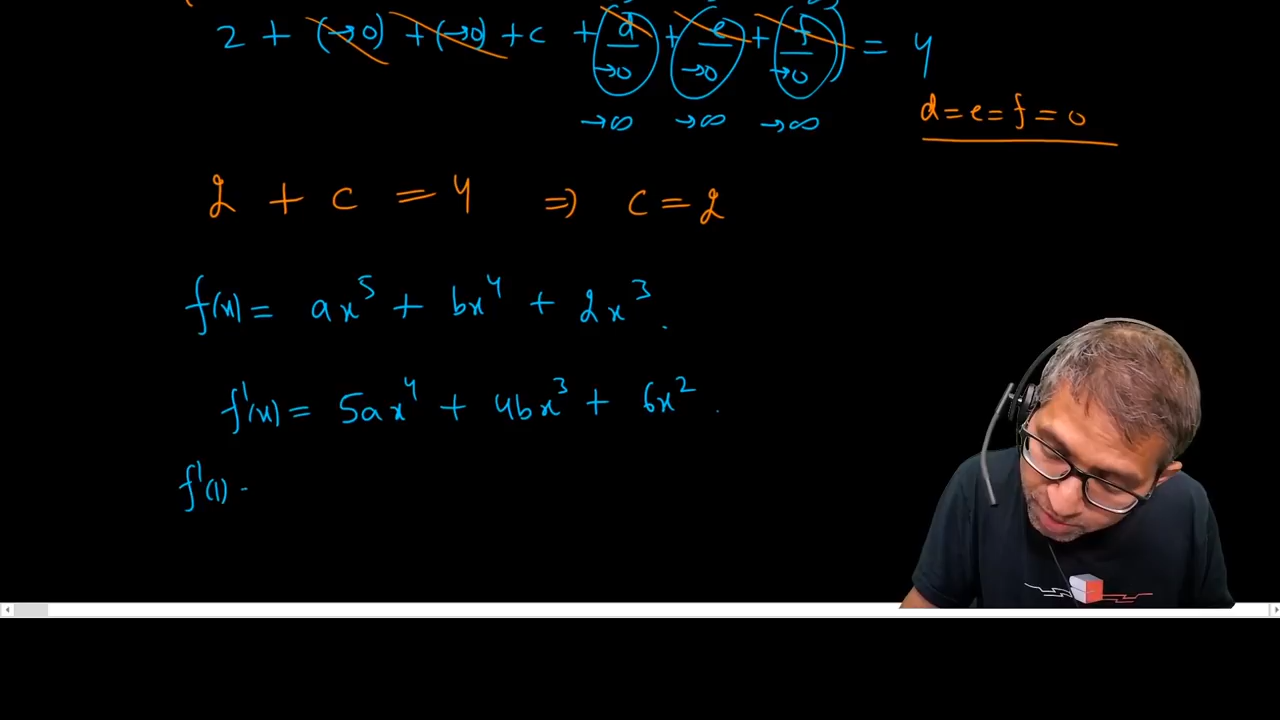 2 + (→0) + (→0) + c + d/→0 + e/→0 + f/→0 = 4
→∞ →∞ →∞
d = e = f = 0
2 + c = 4 ⇒ c = 2
f(x) = ax⁵ + bx⁴ + 2x³.
f'(x) = 5ax⁴ + 4bx³ + 6x².
f'(1) -